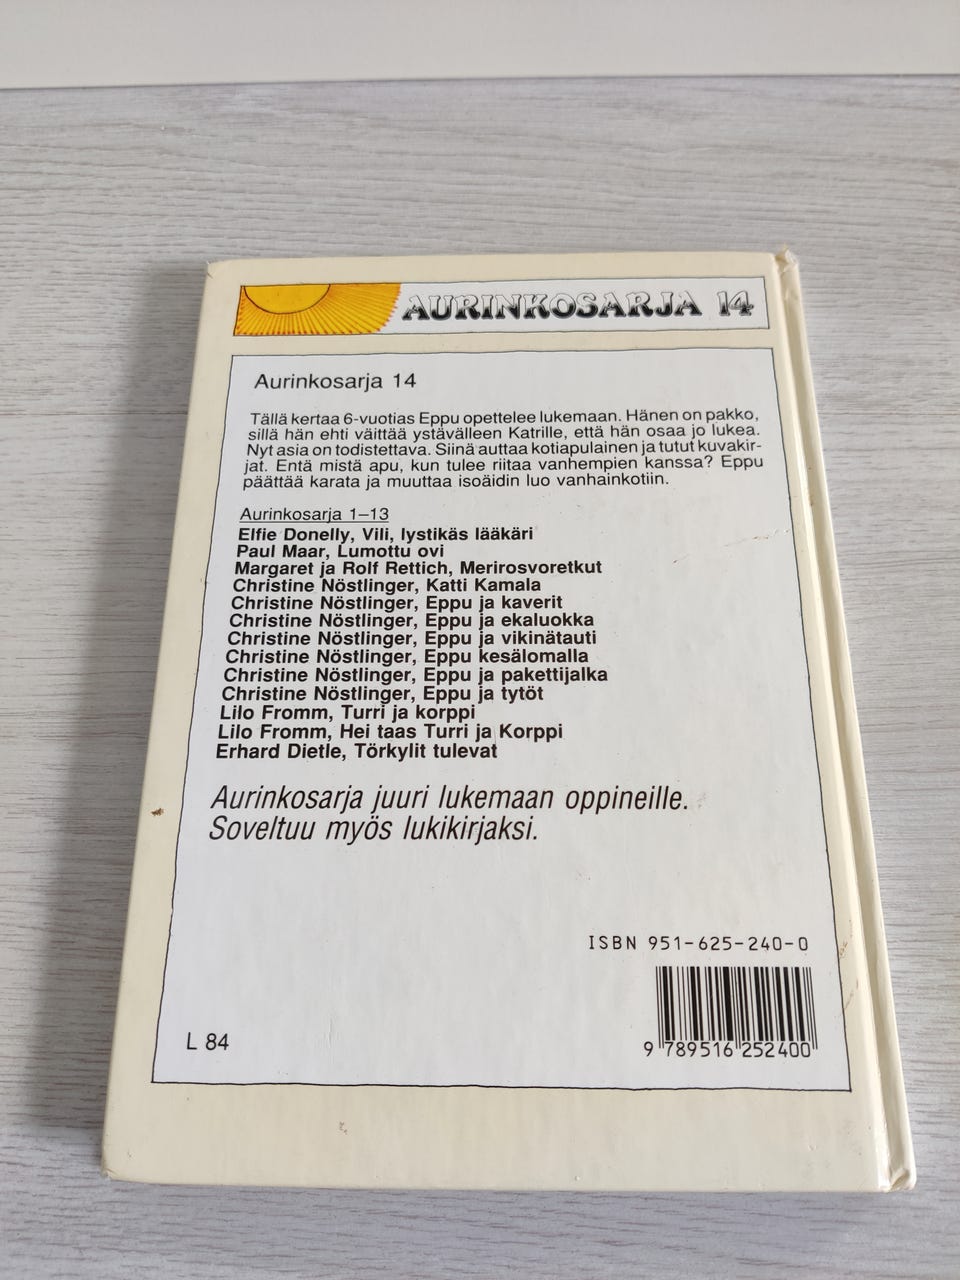 AURINKOSARJA 14
Aurinkosarja 14
Tällä kertaa 6-vuotias Eppu opettelee lukemaan. Hänen on pakko,
sillä hän ehti väittää ystävälleen Katrille, että hän osaa jo lukea.
Nyt asia on todistettava. Siinä auttaa kotiapulainen ja tutut kuvakir-
jat. Entä mistä apu, kun tulee riitaa vanhempien kanssa? Eppu
päättää karata ja muuttaa isoäidin luo vanhainkotiin.
Aurinkosarja 1–13
Elfie Donelly, Vili, lystikäs lääkäri
Paul Maar, Lumottu ovi
Margaret ja Rolf Rettich, Merirosvoretkut
Christine Nöstlinger, Katti Kamala
Christine Nöstlinger, Eppu ja kaverit
Christine Nöstlinger, Eppu ja ekaluokka
Christine Nöstlinger, Eppu ja vikinätauti
Christine Nöstlinger, Eppu kesälomalla
Christine Nöstlinger, Eppu ja pakettijalka
Christine Nöstlinger, Eppu ja tytöt
Lilo Fromm, Turri ja korppi
Lilo Fromm, Hei taas Turri ja Korppi
Erhard Dietle, Törkylit tulevat
Aurinkosarja juuri lukemaan oppineille.
Soveltuu myös lukikirjaksi.
ISBN 951-625-240-0
L 84
9 789516 252400